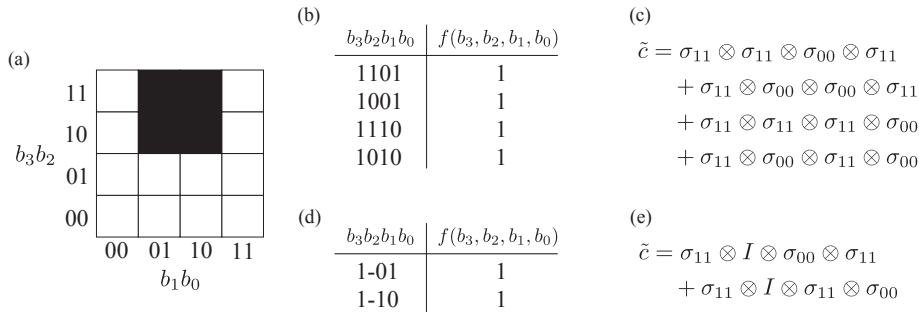 (a)
11
10
01
00
b₃b₂
00 01 10 11
b₁b₀
(b)
b₃b₂b₁b₀ f(b₃, b₂, b₁, b₀)
1101 1
1001 1
1110 1
1010 1
(c)
c̃ = σ₁₁ ⊗ σ₁₁ ⊗ σ₀₀ ⊗ σ₁₁
+ σ₁₁ ⊗ σ₀₀ ⊗ σ₀₀ ⊗ σ₁₁
+ σ₁₁ ⊗ σ₁₁ ⊗ σ₁₁ ⊗ σ₀₀
+ σ₁₁ ⊗ σ₀₀ ⊗ σ₁₁ ⊗ σ₀₀
(d)
b₃b₂b₁b₀ f(b₃, b₂, b₁, b₀)
1-01 1
1-10 1
(e)
c̃ = σ₁₁ ⊗ I ⊗ σ₀₀ ⊗ σ₁₁
+ σ₁₁ ⊗ I ⊗ σ₁₁ ⊗ σ₀₀